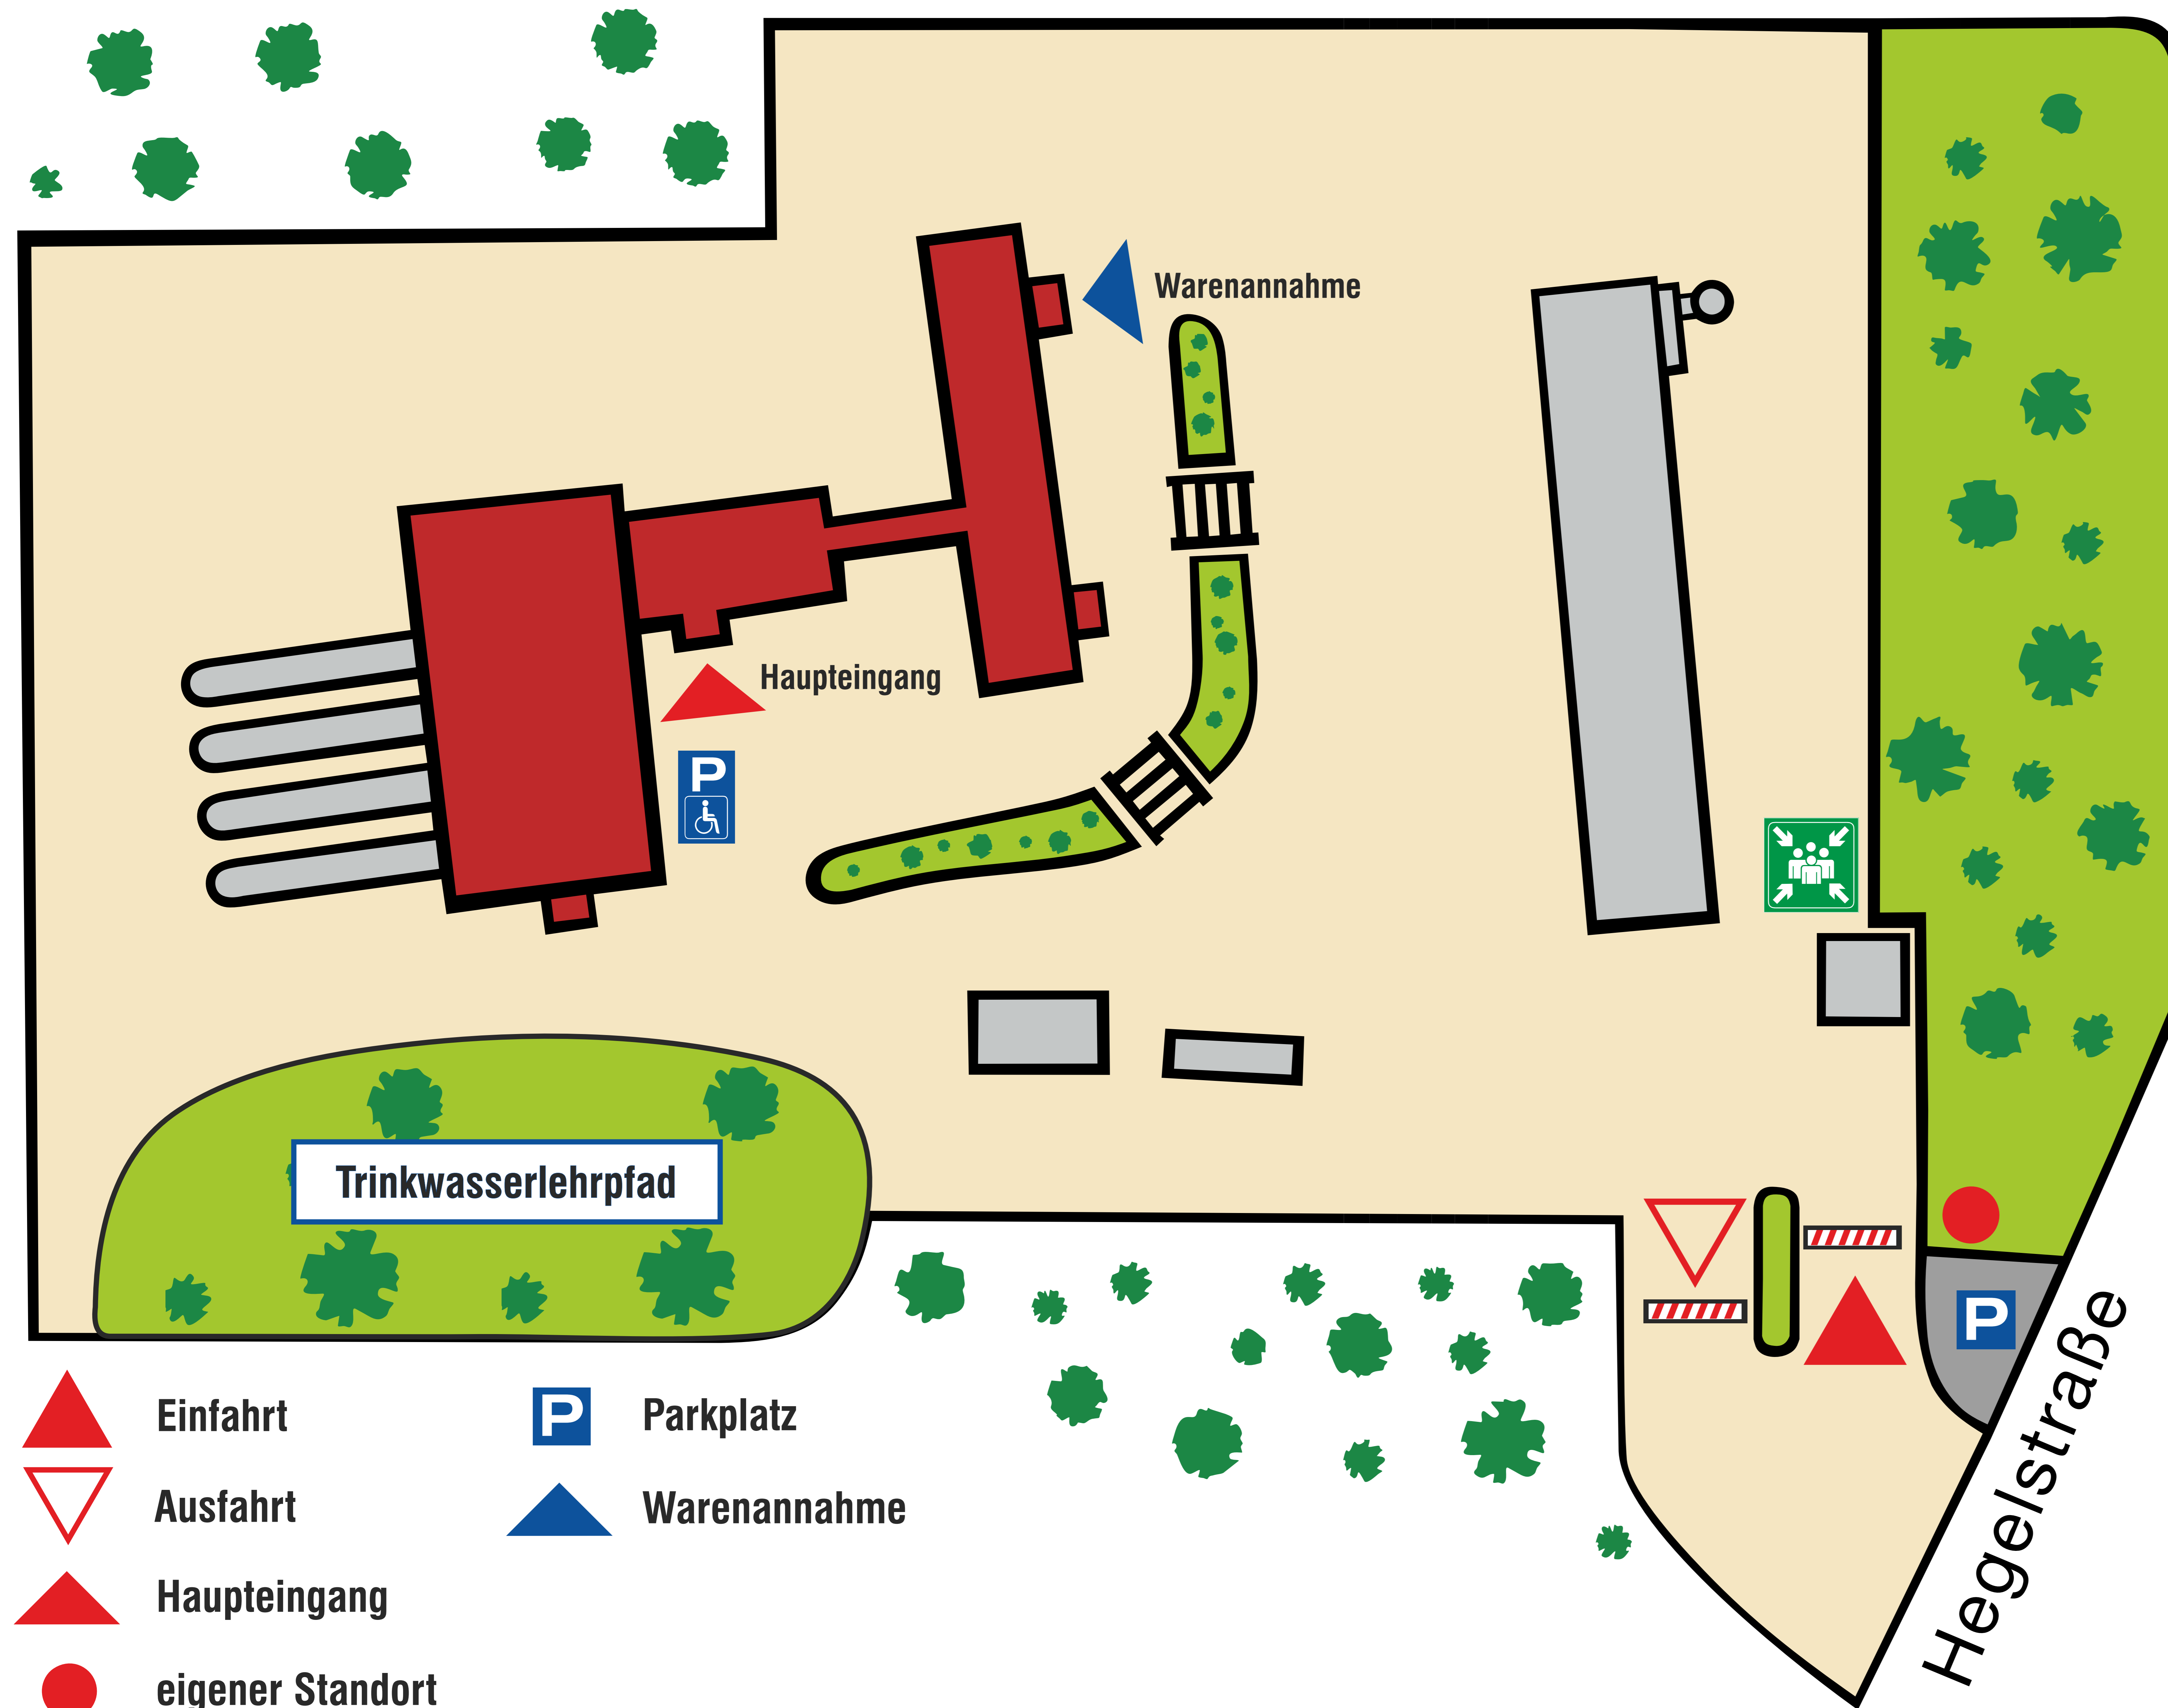 Warenannahme
Haupteingang
P
Trinkwasserlehrpfad
P
Hegelstraße
Einfahrt
Ausfahrt
Haupteingang
eigener Standort
P
Parkplatz
Warenannahme